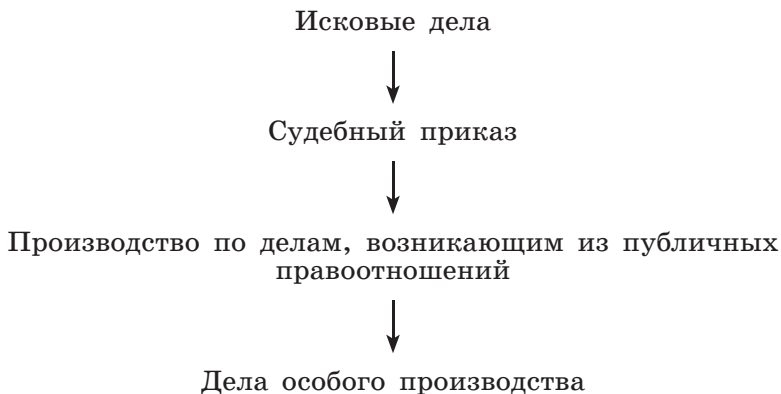 Исковые дела
Судебный приказ
Производство по делам, возникающим из публичных
правоотношений
Дела особого производства